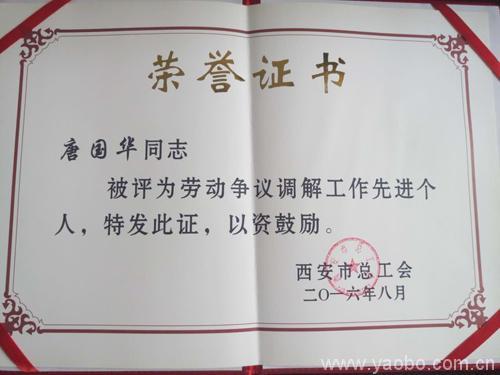 荣誉证书
唐国华同志
被评为劳动争议调解工作先进个
人，特发此证，以资鼓励。
西安市总工会
二〇一六年八月
www.yaobo.com.cn